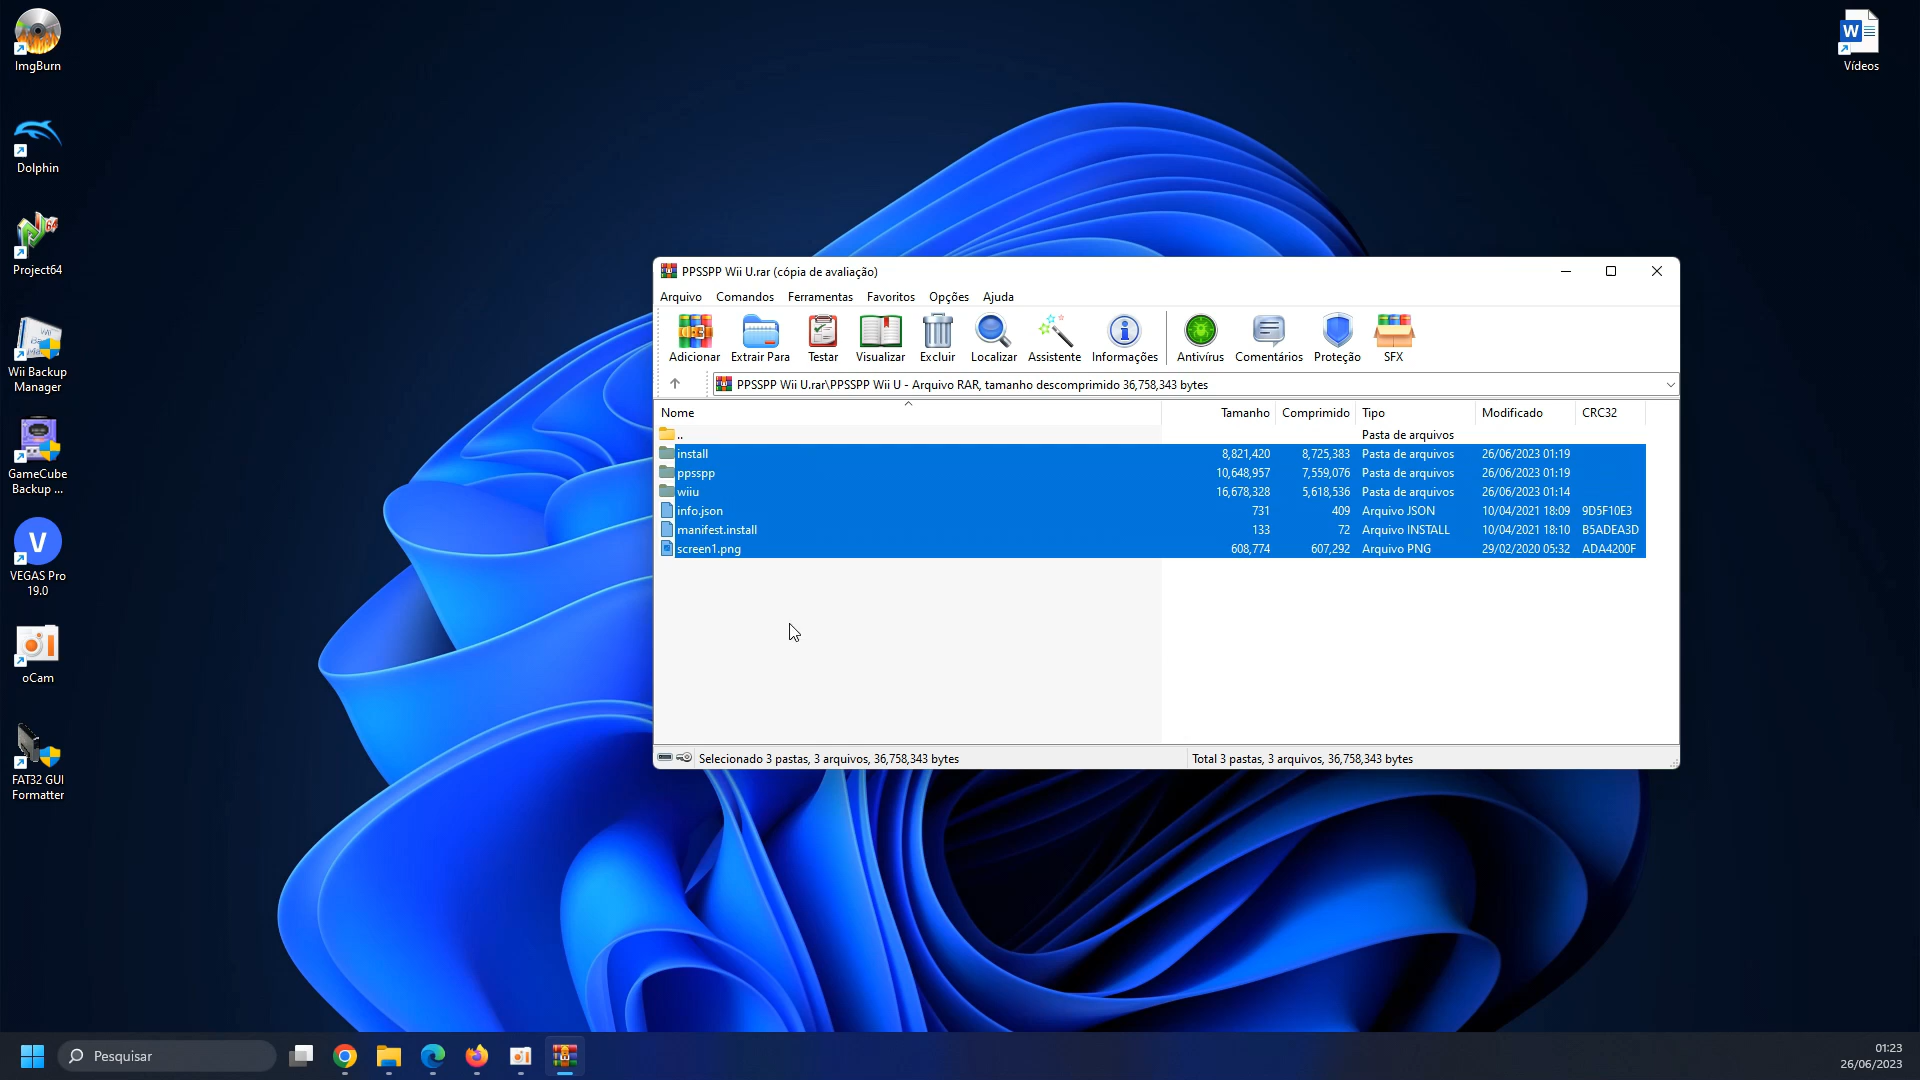 ImgBurn
Dolphin
Project64
Wii Backup
Manager
GameCube
Backup ...
VEGAS Pro
19.0
oCam
FAT32 GUI
Formatter
Vídeos
PPSSPP Wii U.rar (cópia de avaliação)
Arquivo Comandos Ferramentas Favoritos Opções Ajuda
Adicionar Extrair Para Testar Visualizar Excluir Localizar Assistente Informações Antivírus Comentários Proteção SFX
PPSSPP Wii U.rar\PPSSPP Wii U - Arquivo RAR, tamanho descomprimido 36,758,343 bytes
Nome Tamanho Comprimido Tipo Modificado CRC32
.. Pasta de arquivos
install 8,821,420 8,725,383 Pasta de arquivos 26/06/2023 01:19
ppsspp 10,648,957 7,559,076 Pasta de arquivos 26/06/2023 01:19
wiiu 16,678,328 5,618,536 Pasta de arquivos 26/06/2023 01:14
info.json 731 409 Arquivo JSON 10/04/2021 18:09 9D5F10E3
manifest.install 133 72 Arquivo INSTALL 10/04/2021 18:10 B5ADEA3D
screen1.png 608,774 607,292 Arquivo PNG 29/02/2020 05:32 ADA4200F
Selecionado 3 pastas, 3 arquivos, 36,758,343 bytes Total 3 pastas, 3 arquivos, 36,758,343 bytes
Pesquisar
01:23
26/06/2023